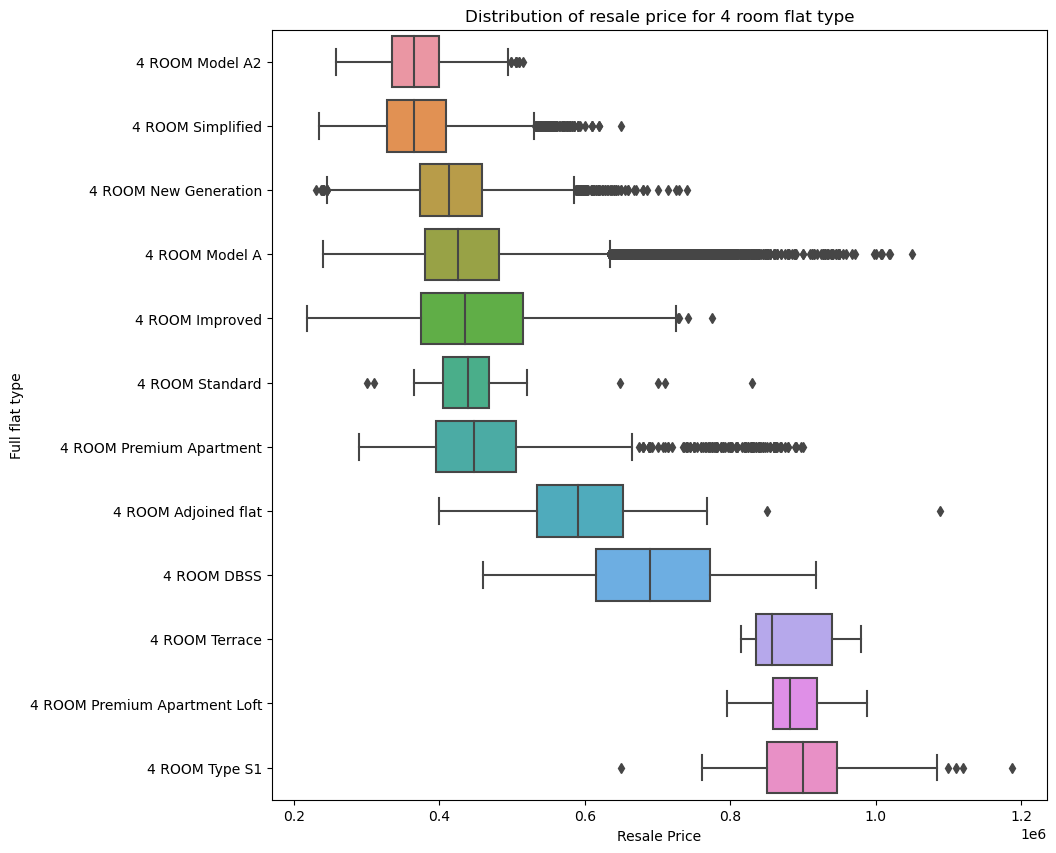 Distribution of resale price for 4 room flat type
4 ROOM Model A2
4 ROOM Simplified
4 ROOM New Generation
4 ROOM Model A
4 ROOM Improved
4 ROOM Standard
4 ROOM Premium Apartment
4 ROOM Adjoined flat
4 ROOM DBSS
4 ROOM Terrace
4 ROOM Premium Apartment Loft
4 ROOM Type S1
Full flat type
0.2 0.4 0.6 0.8 1.0 1.2
1e6
Resale Price